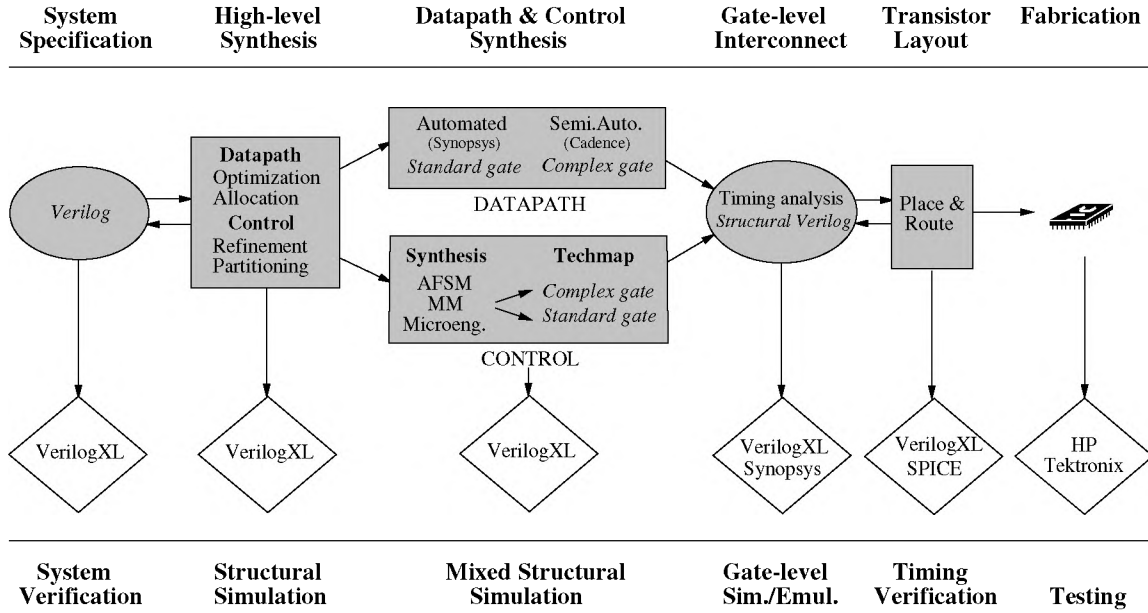 System
Specification
High-level
Synthesis
Datapath & Control
Synthesis
Gate-level
Interconnect
Transistor
Layout
Fabrication
Verilog
Datapath
Optimization
Allocation
Control
Refinement
Partitioning
Automated
(Synopsys)
Standard gate
Semi.Auto.
(Cadence)
Complex gate
DATAPATH
Synthesis
AFSM
MM
Microeng.
Techmap
Complex gate
Standard gate
CONTROL
Timing analysis
Structural Verilog
Place &
Route
IC
VerilogXL
VerilogXL
VerilogXL
VerilogXL
Synopsys
VerilogXL
SPICE
HP
Tektronix
System
Verification
Structural
Simulation
Mixed Structural
Simulation
Gate-level
Sim./Emul.
Timing
Verification
Testing